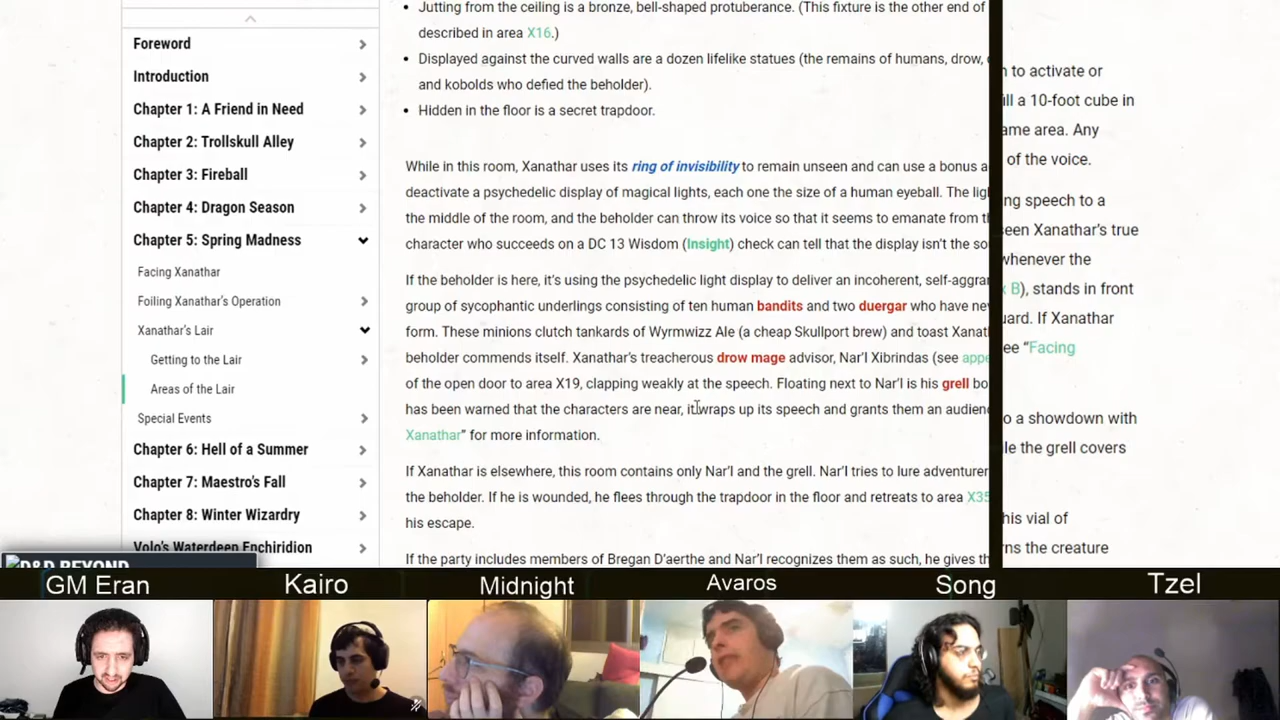 Foreword
Introduction
Chapter 1: A Friend in Need
Chapter 2: Trollskull Alley
Chapter 3: Fireball
Chapter 4: Dragon Season
Chapter 5: Spring Madness
Facing Xanathar
Foiling Xanathar's Operation
Xanathar's Lair
Getting to the Lair
Areas of the Lair
Special Events
Chapter 6: Hell of a Summer
Chapter 7: Maestro's Fall
Chapter 8: Winter Wizardry
Volo's Waterdeep Enchiridion
D&D BEYOND
• Jutting from the ceiling is a bronze, bell-shaped protuberance. (This fixture is the other end of
described in area X16.)
• Displayed against the curved walls are a dozen lifelike statues (the remains of humans, drow,
and kobolds who defied the beholder).
• Hidden in the floor is a secret trapdoor.
While in this room, Xanathar uses its ring of invisibility to remain unseen and can use a bonus a
deactivate a psychedelic display of magical lights, each one the size of a human eyeball. The lig
the middle of the room, and the beholder can throw its voice so that it seems to emanate from t
character who succeeds on a DC 13 Wisdom (Insight) check can tell that the display isn't the so
If the beholder is here, it's using the psychedelic light display to deliver an incoherent, self-aggra
group of sycophantic underlings consisting of ten human bandits and two duergar who have ne
form. These minions clutch tankards of Wyrmwizz Ale (a cheap Skullport brew) and toast Xanat
beholder commends itself. Xanathar's treacherous drow mage advisor, Nar'l Xibrindas (see appe
of the open door to area X19, clapping weakly at the speech. Floating next to Nar'l is his grell bo
has been warned that the characters are near, it wraps up its speech and grants them an audien
Xanathar" for more information.
If Xanathar is elsewhere, this room contains only Nar'l and the grell. Nar'l tries to lure adventurer
the beholder. If he is wounded, he flees through the trapdoor in the floor and retreats to area X35
his escape.
If the party includes members of Bregan D'aerthe and Nar'l recognizes them as such, he gives th
n to activate or
ill a 10-foot cube in
ame area. Any
of the voice.
ng speech to a
een Xanathar's true
whenever the
x B), stands in front
uard. If Xanathar
ee "Facing
o a showdown with
le the grell covers
his vial of
rns the creature
GM Eran
Kairo
Midnight
Avaros
Song
Tzel